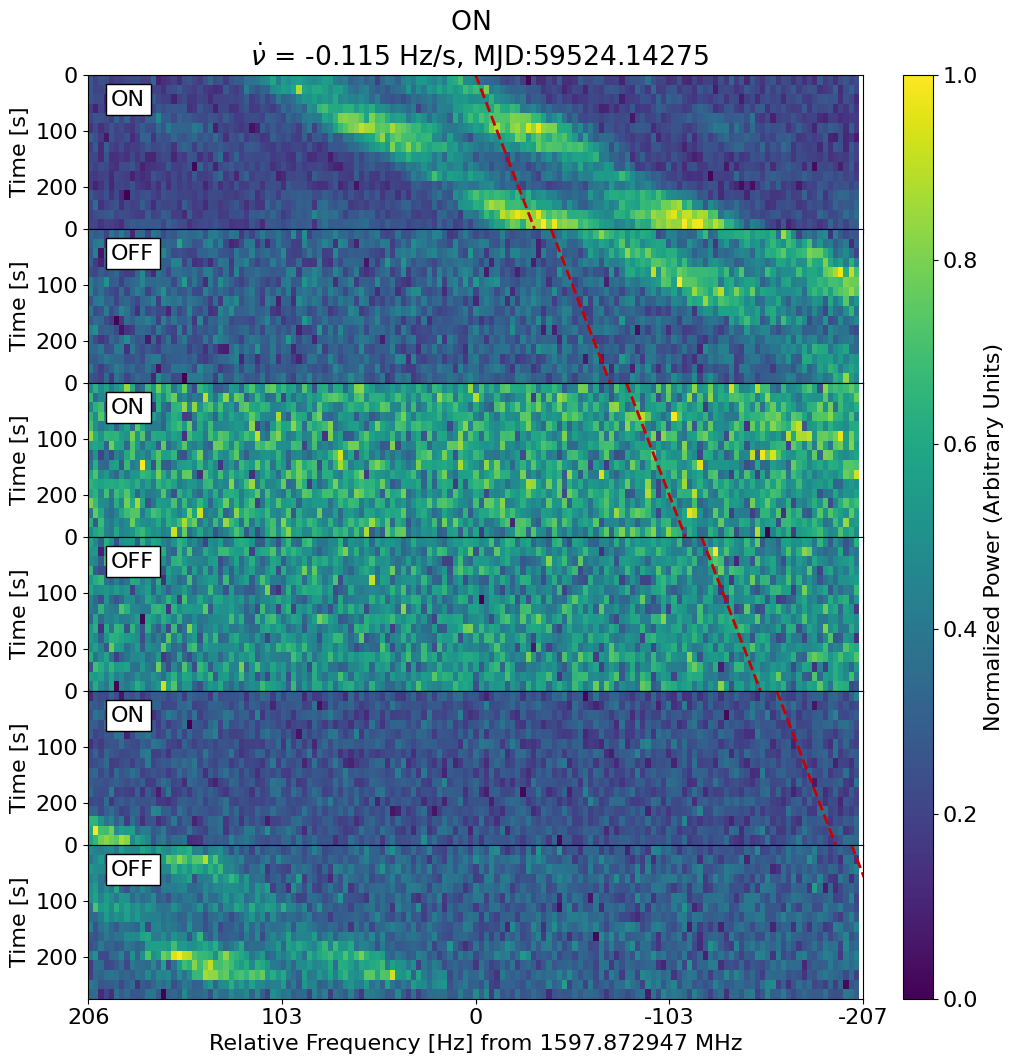 ON
ν̇ = -0.115 Hz/s, MJD:59524.14275
0
ON
100
200
Time [s]
0
OFF
100
200
Time [s]
0
ON
100
200
Time [s]
0
OFF
100
200
Time [s]
0
ON
100
200
Time [s]
0
OFF
100
200
Time [s]
206 103 0 -103 -207
Relative Frequency [Hz] from 1597.872947 MHz
1.0
0.8
0.6
0.4
0.2
0.0
Normalized Power (Arbitrary Units)